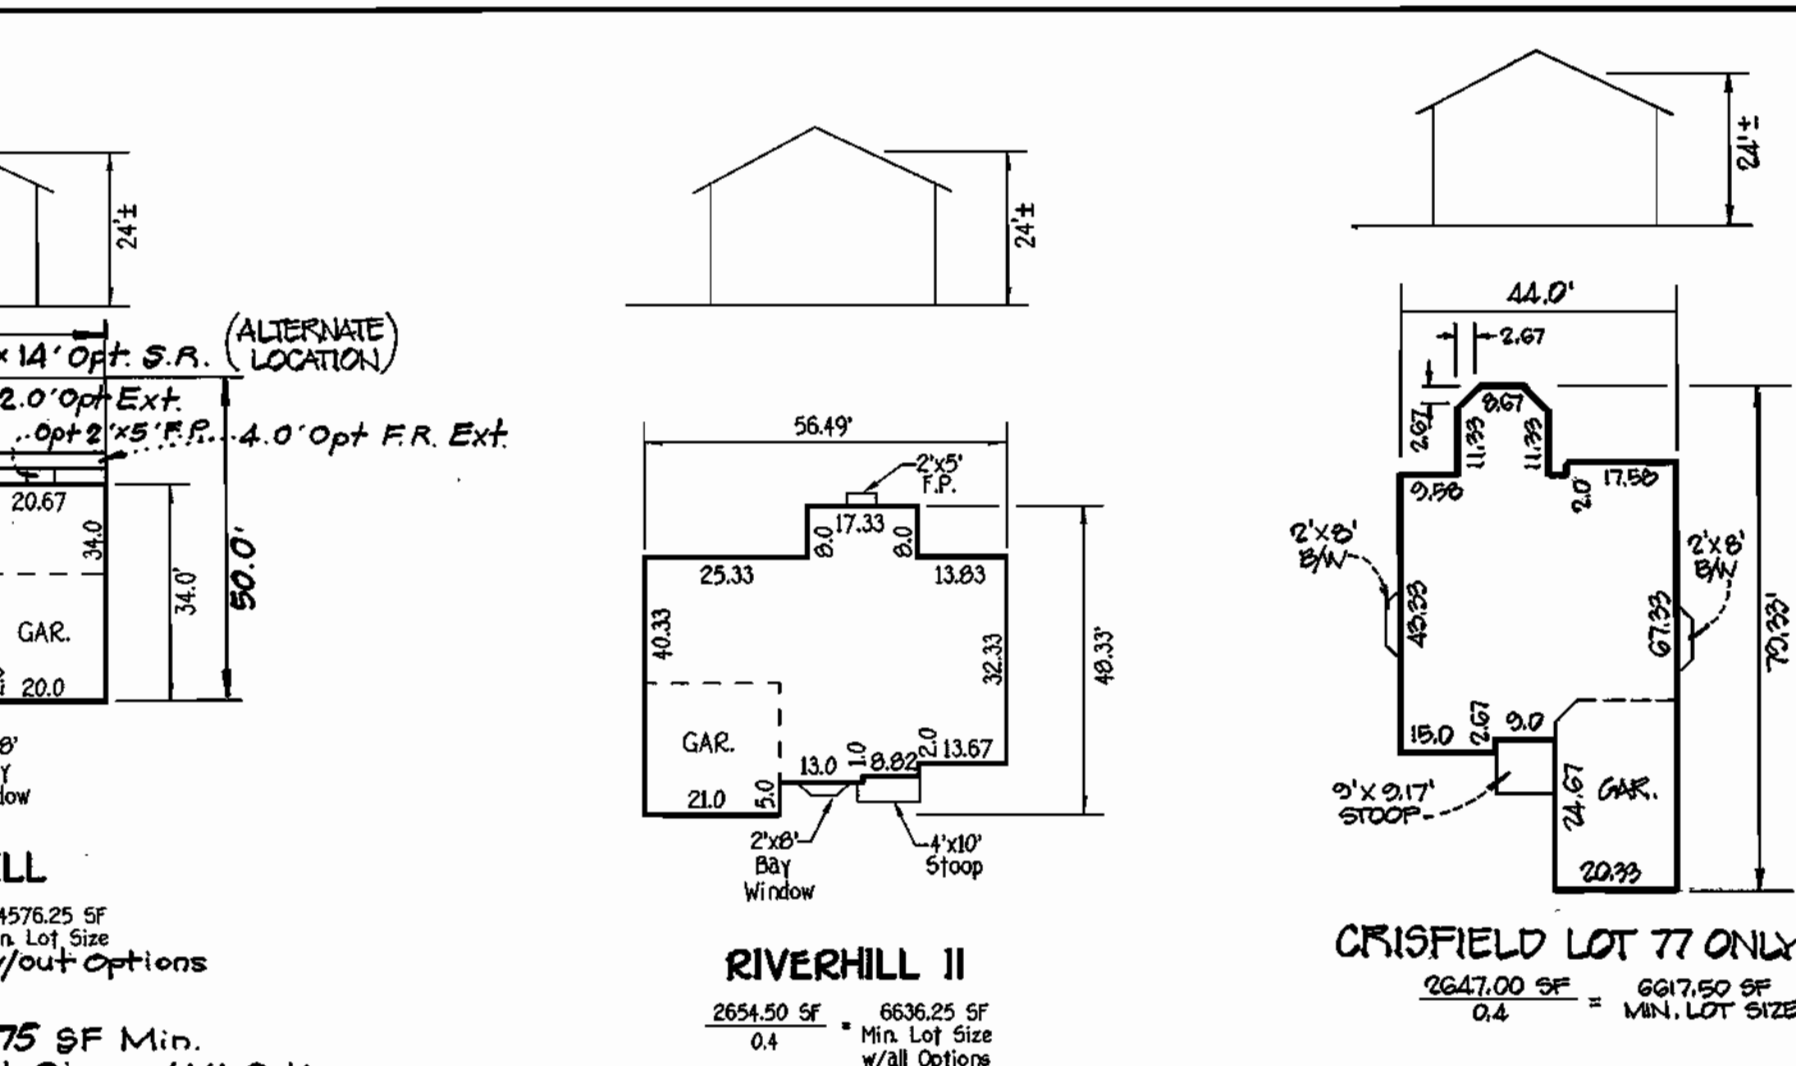 24'±
× 14' Opt. S.R.
(ALTERNATE
LOCATION)
2.0' Opt Ext.
Opt 2'x5' F.P.
4.0' Opt F.R. Ext.
20.67
34.0
34.0'
50.0'
GAR.
20.0
8'
LL
4576.25 SF
n. Lot Size
w/out Options
75 SF Min.
24'±
56.49'
2'x5'
F.P.
17.33
8.0
8.0
25.33
13.83
40.33
32.33
48.33'
GAR.
21.0
5.0
13.0
1.0
8.82
2.0
13.67
2'x8'
Bay
Window
4'x10'
Stoop
RIVERHILL II
2654.50 SF
0.4
=
6636.25 SF
Min. Lot Size
w/all Options
24'±
44.0'
2.67
2.67
8.67
11.33
11.33
9.58
2.0
17.58
2'x8'
B/W
2'x8'
B/W
43.33
67.33
70.33'
15.0
2.67
9.0
9' X 9.17'
STOOP
24.67
GAR.
20.33
CRISFIELD LOT 77 ONLY
2647.00 SF
0.4
=
6617.50 SF
MIN. LOT SIZE